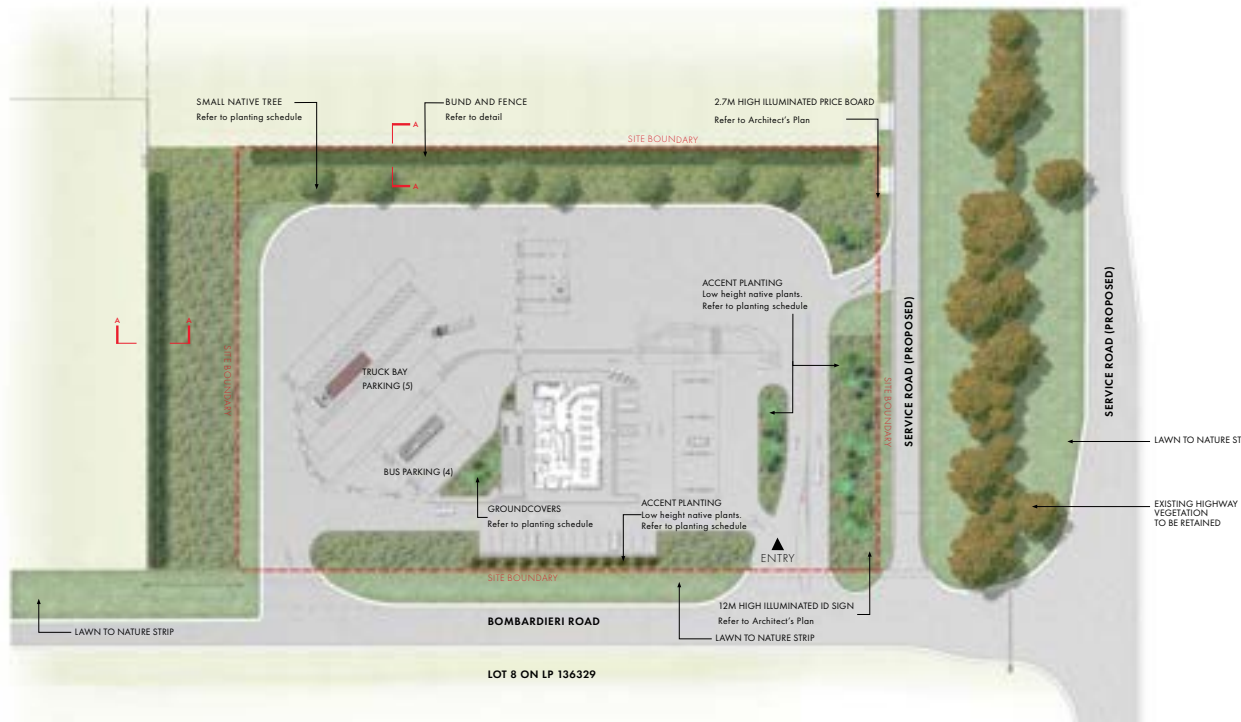 SMALL NATIVE TREE
Refer to planting schedule
BUND AND FENCE
Refer to detail
A
A
2.7M HIGH ILLUMINATED PRICE BOARD
Refer to Architect's Plan
SITE BOUNDARY
ACCENT PLANTING
Low height native plants.
Refer to planting schedule
A
A
SITE BOUNDARY
TRUCK BAY
PARKING (5)
BUS PARKING (4)
GROUNDCOVERS
Refer to planting schedule
ACCENT PLANTING
Low height native plants.
Refer to planting schedule
ENTRY
SITE BOUNDARY
SERVICE ROAD (PROPOSED)
SERVICE ROAD (PROPOSED)
LAWN TO NATURE ST
EXISTING HIGHWAY
VEGETATION
TO BE RETAINED
SITE BOUNDARY
12M HIGH ILLUMINATED ID SIGN
Refer to Architect's Plan
LAWN TO NATURE STRIP
BOMBARDIERI ROAD
LAWN TO NATURE STRIP
LOT 8 ON LP 136329